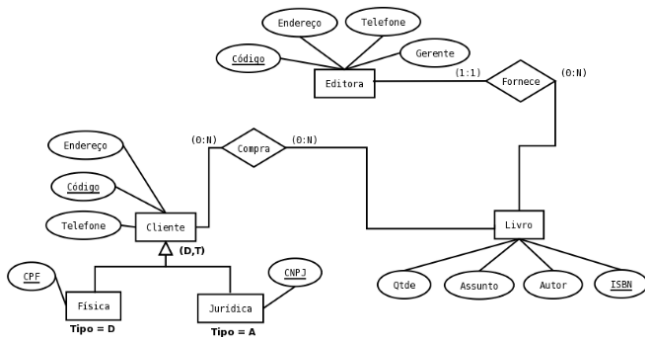 Endereço
Telefone
Código
Gerente
Editora
(1:1)
Fornece
(0:N)
Endereço
(0:N)
Compra
(0:N)
Código
Telefone
Cliente
Livro
(D,T)
CPF
CNPJ
Qtde
Assunto
Autor
ISBN
Física
Jurídica
Tipo = D
Tipo = A